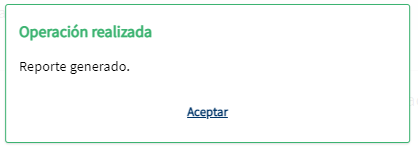 Operación realizada
Reporte generado.
Aceptar